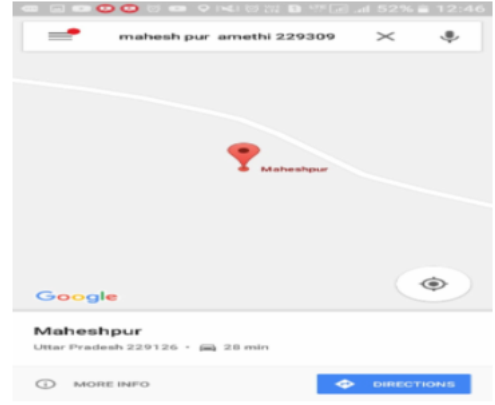 52% 12:46
mahesh pur amethi 229309
Maheshpur
Google
Maheshpur
Uttar Pradesh 229126 · 28 min
MORE INFO
DIRECTIONS